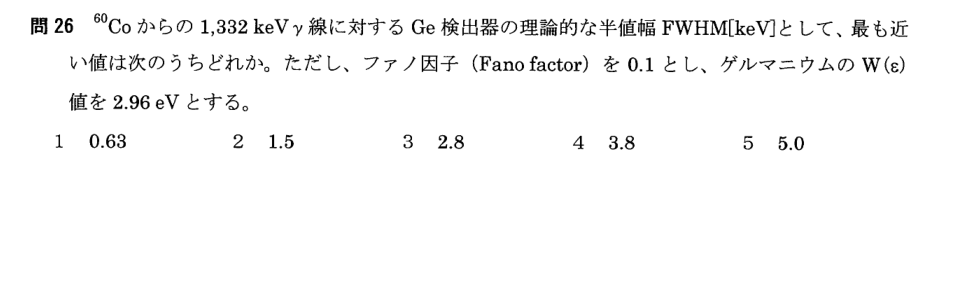 問26 ⁶⁰Co からの 1,332 keV γ 線に対する Ge 検出器の理論的な半値幅 FWHM[keV]として、最も近
い値は次のうちどれか。ただし、ファノ因子（Fano factor）を 0.1 とし、ゲルマニウムの W(ε)
値を 2.96 eV とする。
1 0.63 2 1.5 3 2.8 4 3.8 5 5.0